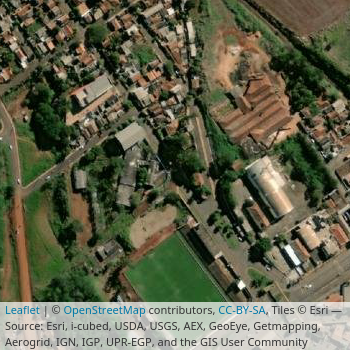 Leaflet | © OpenStreetMap contributors, CC-BY-SA, Tiles © Esri —
Source: Esri, i-cubed, USDA, USGS, AEX, GeoEye, Getmapping,
Aerogrid, IGN, IGP, UPR-EGP, and the GIS User Community